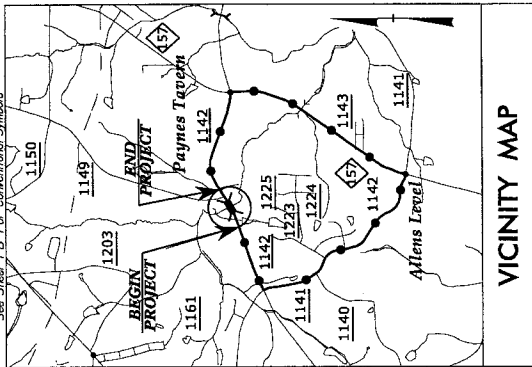 See Sheet 1-B For Conventional Symbols
1150
1149
1203
157
Paynes Tavern
1142
END
PROJECT
BEGIN
PROJECT
1161
1142
1225
1223
1224
1143
1141
157
1142
1141
1140
Allens Level
VICINITY MAP